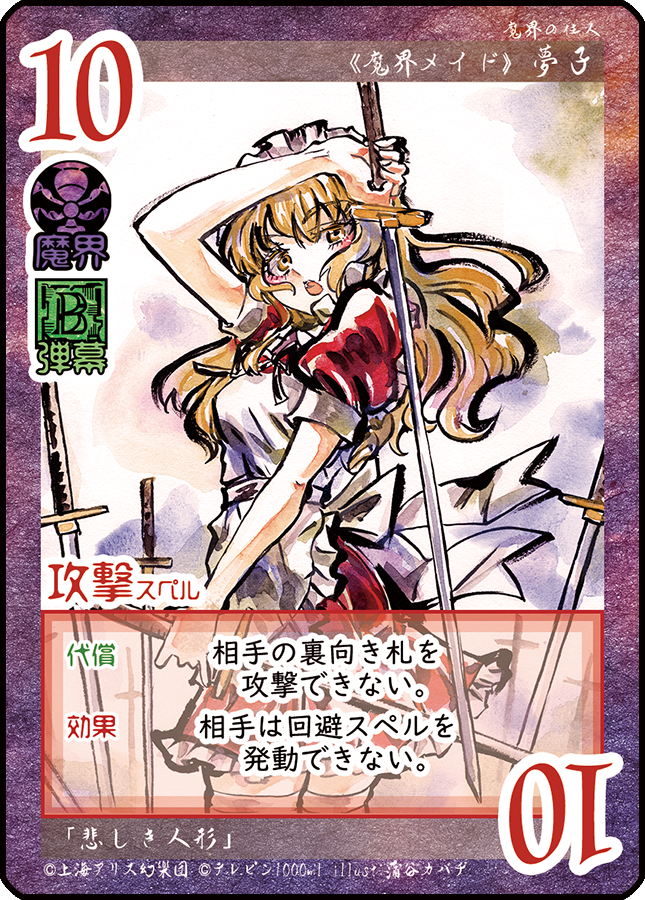 10
魔界の住人
《魔界メイド》夢子
魔界
B
弾幕
攻撃スペル
代償
相手の裏向き札を
攻撃できない。
効果
相手は回避スペルを
発動できない。
10
「悲しき人形」
©上海アリス幻樂団 ©テレピン1000ml illust:蒲谷カバヂ